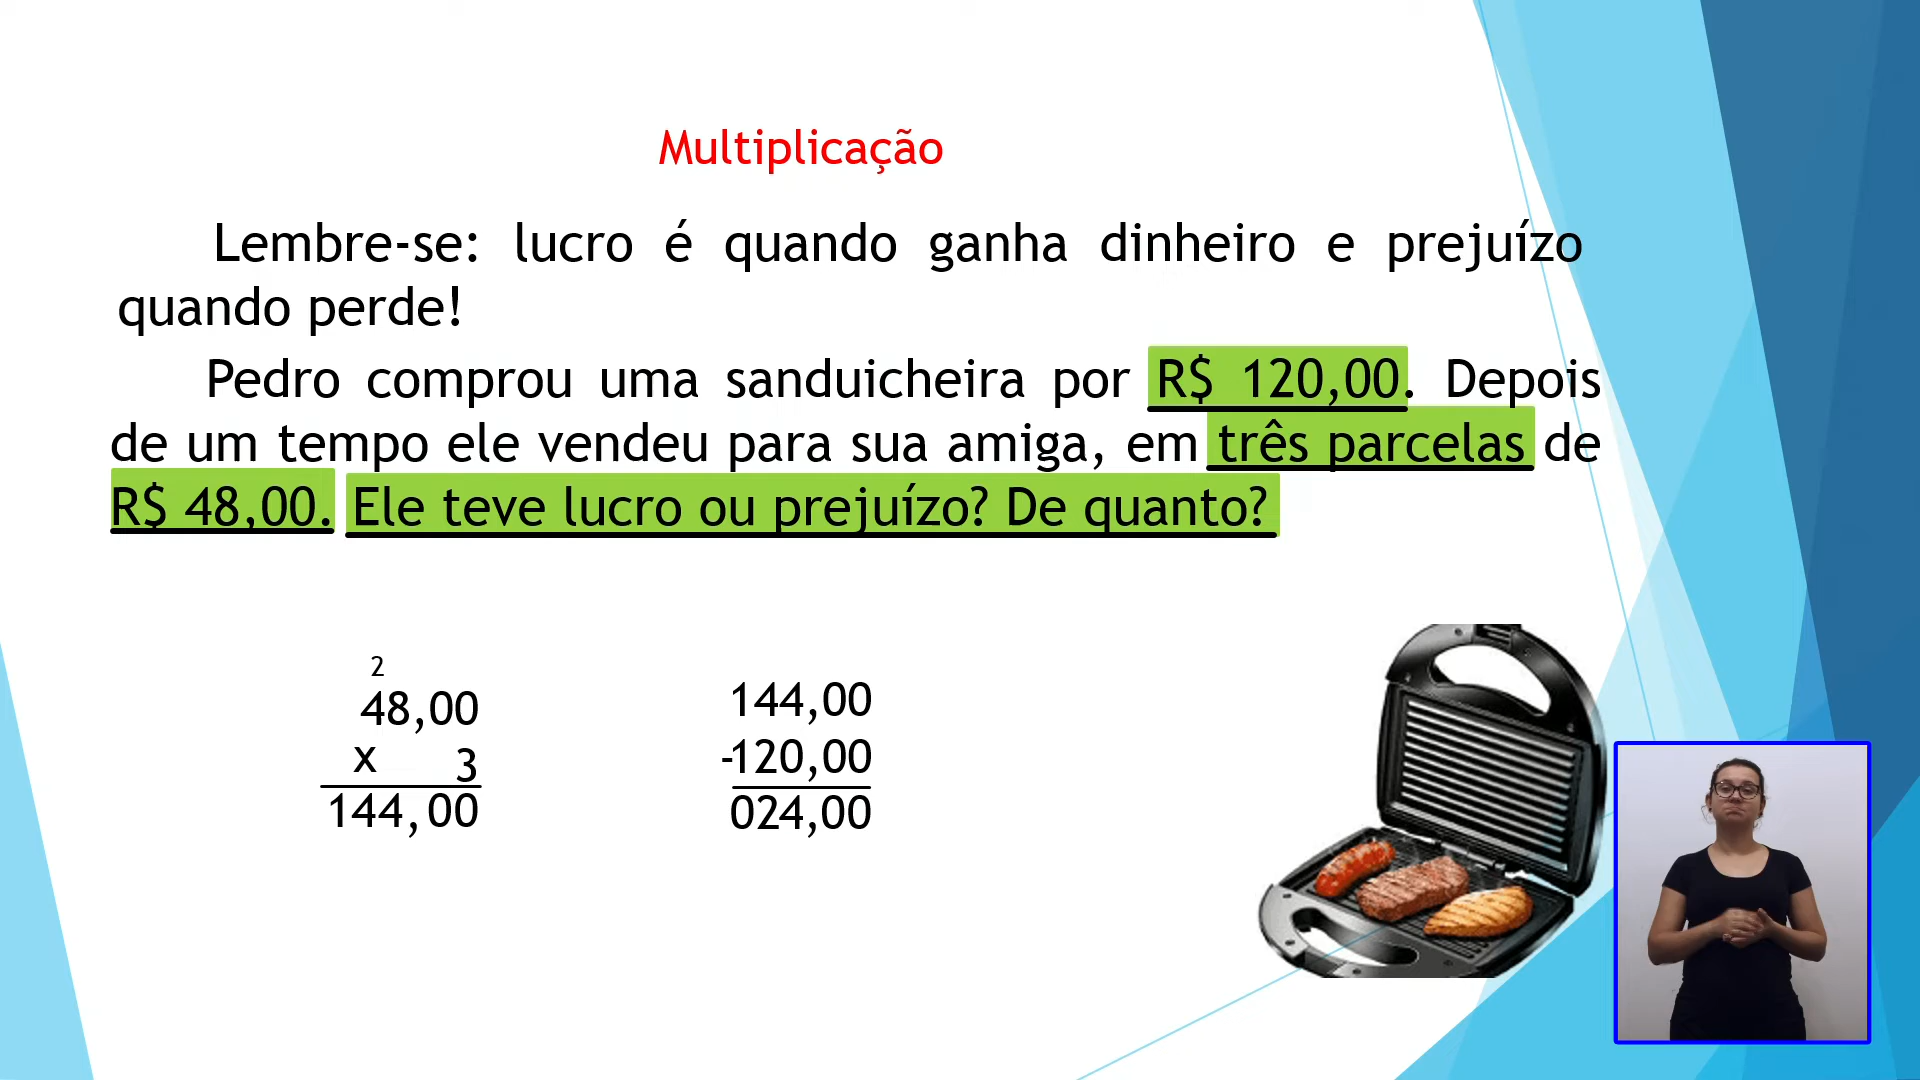 Multiplicação
Lembre-se: lucro é quando ganha dinheiro e prejuízo
quando perde!
Pedro comprou uma sanduicheira por R$ 120,00. Depois
de um tempo ele vendeu para sua amiga, em três parcelas de
R$ 48,00. Ele teve lucro ou prejuízo? De quanto?
2
48,00
x 3
144,00
144,00
-120,00
024,00